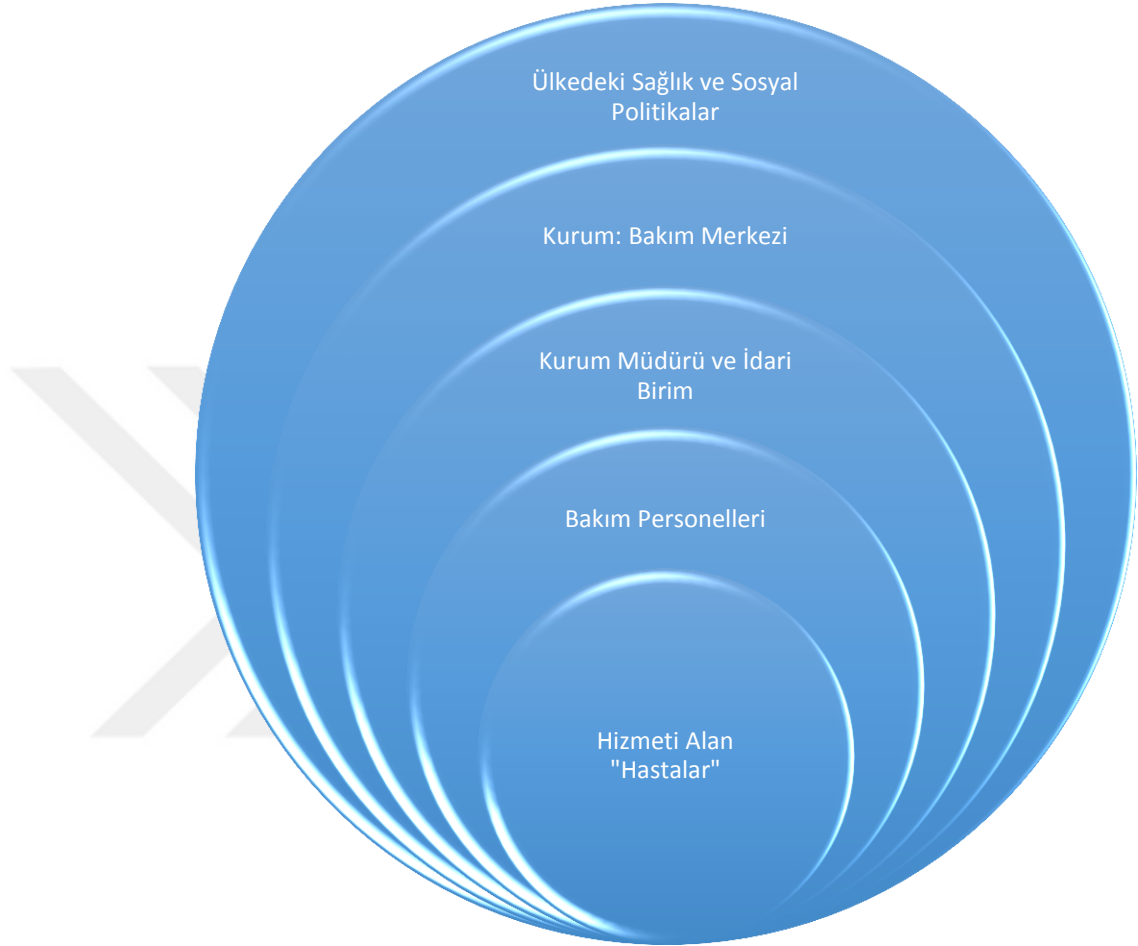 Ülkedeki Sağlık ve Sosyal
Politikalar
Kurum: Bakım Merkezi
Kurum Müdürü ve İdari
Birim
Bakım Personelleri
Hizmeti Alan
"Hastalar"